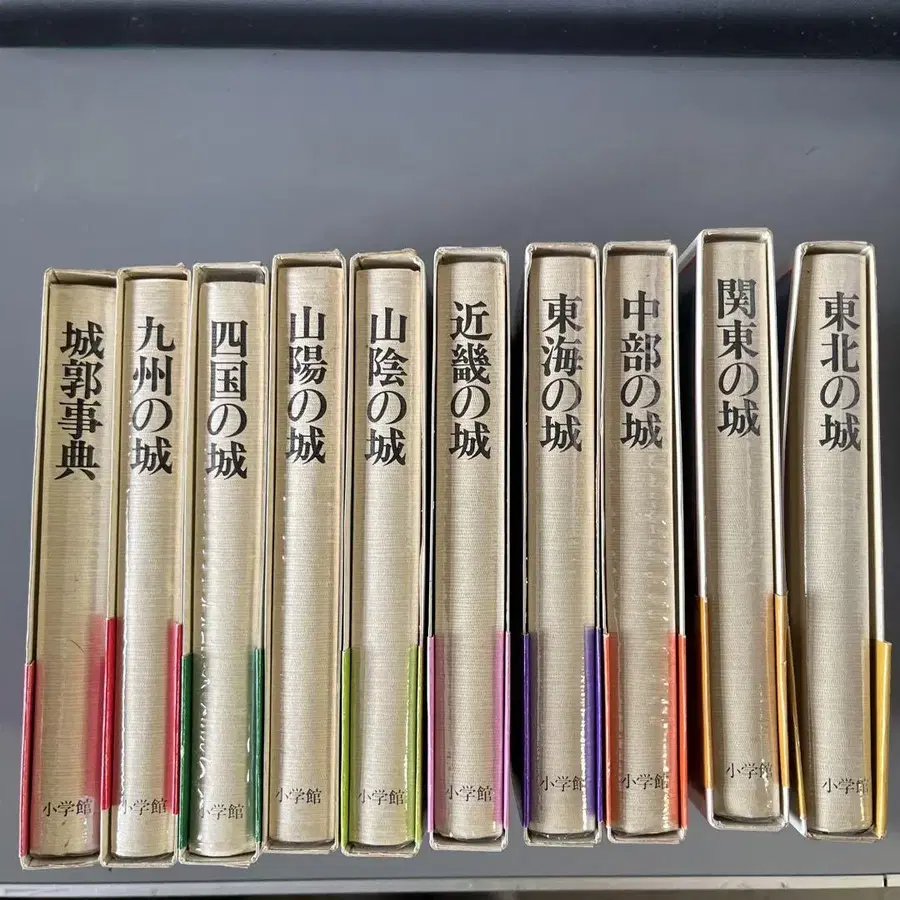 城郭事典
小学館
九州の城
小学館
四国の城
小学館
山陽の城
小学館
山陰の城
小学館
近畿の城
小学館
東海の城
小学館
中部の城
小学館
関東の城
小学館
東北の城
小学館